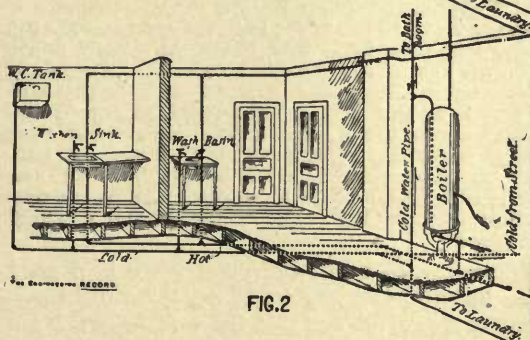 To Laundry.
To Bath
Room.
W.C. Tank
Kitchen Sink
Wash Basin
Cold Water Pipe.
Boiler
Cold from Street
Cold.
Hot
RECORD
FIG.2
To Laundry.